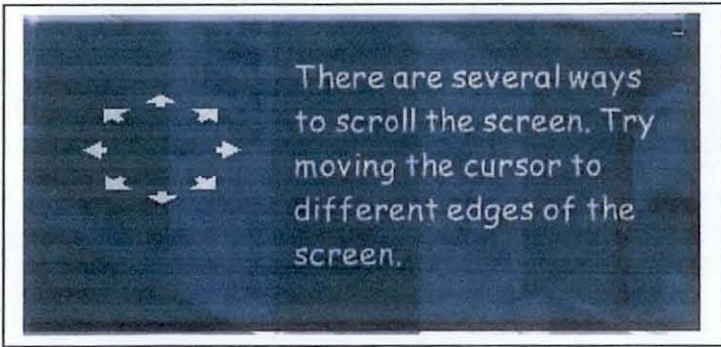 There are several ways
to scroll the screen. Try
moving the cursor to
different edges of the
screen.